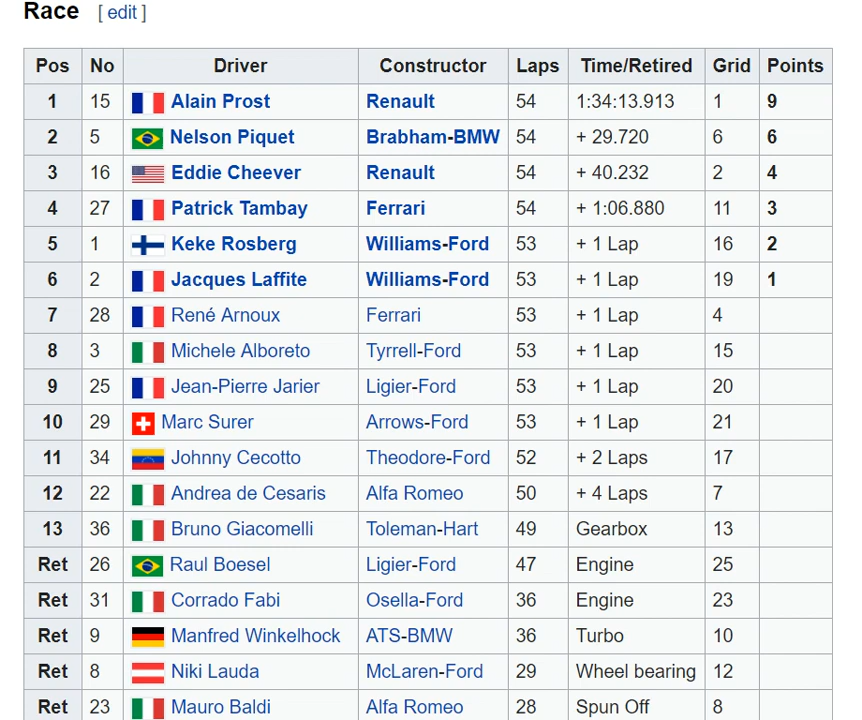 Race [ edit ]
Pos No Driver Constructor Laps Time/Retired Grid Points
1 15 Alain Prost Renault 54 1:34:13.913 1 9
2 5 Nelson Piquet Brabham-BMW 54 + 29.720 6 6
3 16 Eddie Cheever Renault 54 + 40.232 2 4
4 27 Patrick Tambay Ferrari 54 + 1:06.880 11 3
5 1 Keke Rosberg Williams-Ford 53 + 1 Lap 16 2
6 2 Jacques Laffite Williams-Ford 53 + 1 Lap 19 1
7 28 René Arnoux Ferrari 53 + 1 Lap 4
8 3 Michele Alboreto Tyrrell-Ford 53 + 1 Lap 15
9 25 Jean-Pierre Jarier Ligier-Ford 53 + 1 Lap 20
10 29 Marc Surer Arrows-Ford 53 + 1 Lap 21
11 34 Johnny Cecotto Theodore-Ford 52 + 2 Laps 17
12 22 Andrea de Cesaris Alfa Romeo 50 + 4 Laps 7
13 36 Bruno Giacomelli Toleman-Hart 49 Gearbox 13
Ret 26 Raul Boesel Ligier-Ford 47 Engine 25
Ret 31 Corrado Fabi Osella-Ford 36 Engine 23
Ret 9 Manfred Winkelhock ATS-BMW 36 Turbo 10
Ret 8 Niki Lauda McLaren-Ford 29 Wheel bearing 12
Ret 23 Mauro Baldi Alfa Romeo 28 Spun Off 8